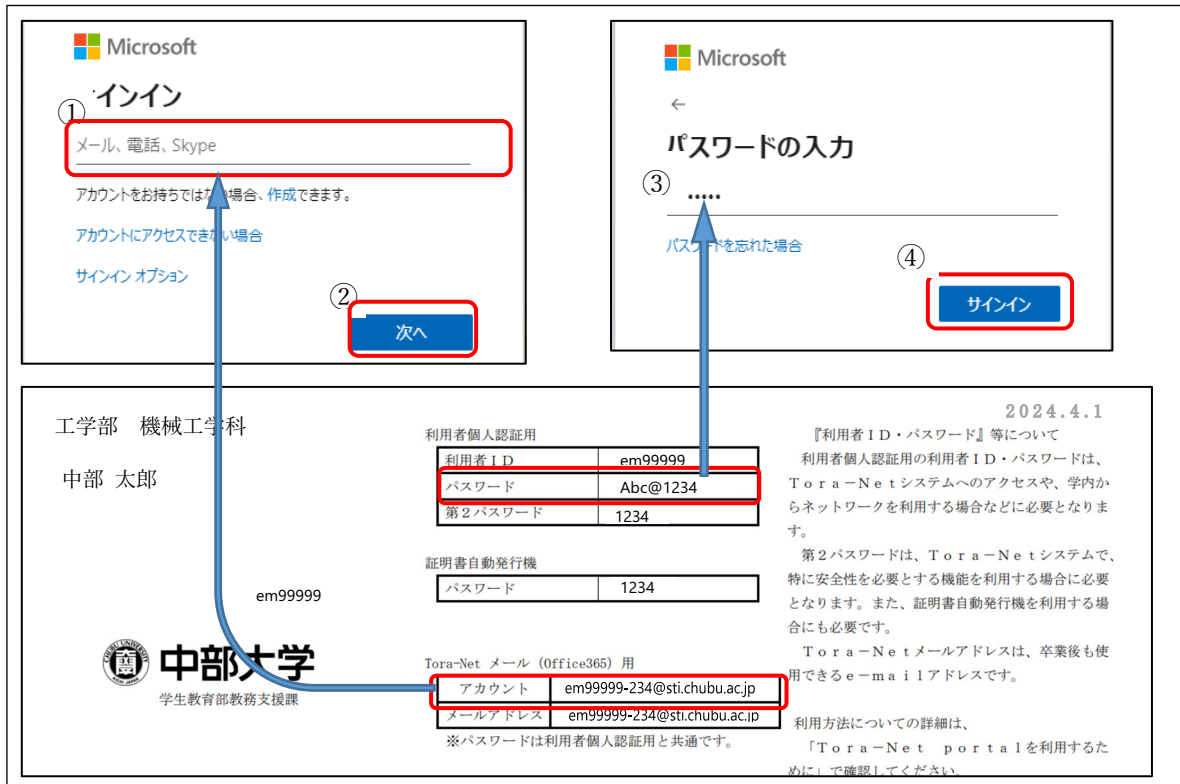 Microsoft
① インイン
メール、電話、Skype
アカウントをお持ちではない場合、作成できます。
アカウントにアクセスできない場合
サインイン オプション
②
次へ
Microsoft
←
パスワードの入力
③ •••••
パスワードを忘れた場合
④
サインイン
工学部 機械工学科
中部 太郎
em99999
中部大学
学生教育部教務支援課
利用者個人認証用
利用者ID em99999
パスワード Abc@1234
第2パスワード 1234
証明書自動発行機
パスワード 1234
Tora-Net メール (Office365) 用
アカウント em99999-234@sti.chubu.ac.jp
メールアドレス em99999-234@sti.chubu.ac.jp
※パスワードは利用者個人認証用と共通です。
2024.4.1
『利用者ID・パスワード』等について
利用者個人認証用の利用者ID・パスワードは、
Tora-Netシステムへのアクセスや、学内か
らネットワークを利用する場合などに必要となりま
す。
第2パスワードは、Tora-Netシステムで、
特に安全性を必要とする機能を利用する場合に必要
となります。また、証明書自動発行機を利用する場
合にも必要です。
Tora-Netメールアドレスは、卒業後も使
用できるe-mailアドレスです。
利用方法についての詳細は、
「Tora-Net portalを利用するた
めに」で確認してください。